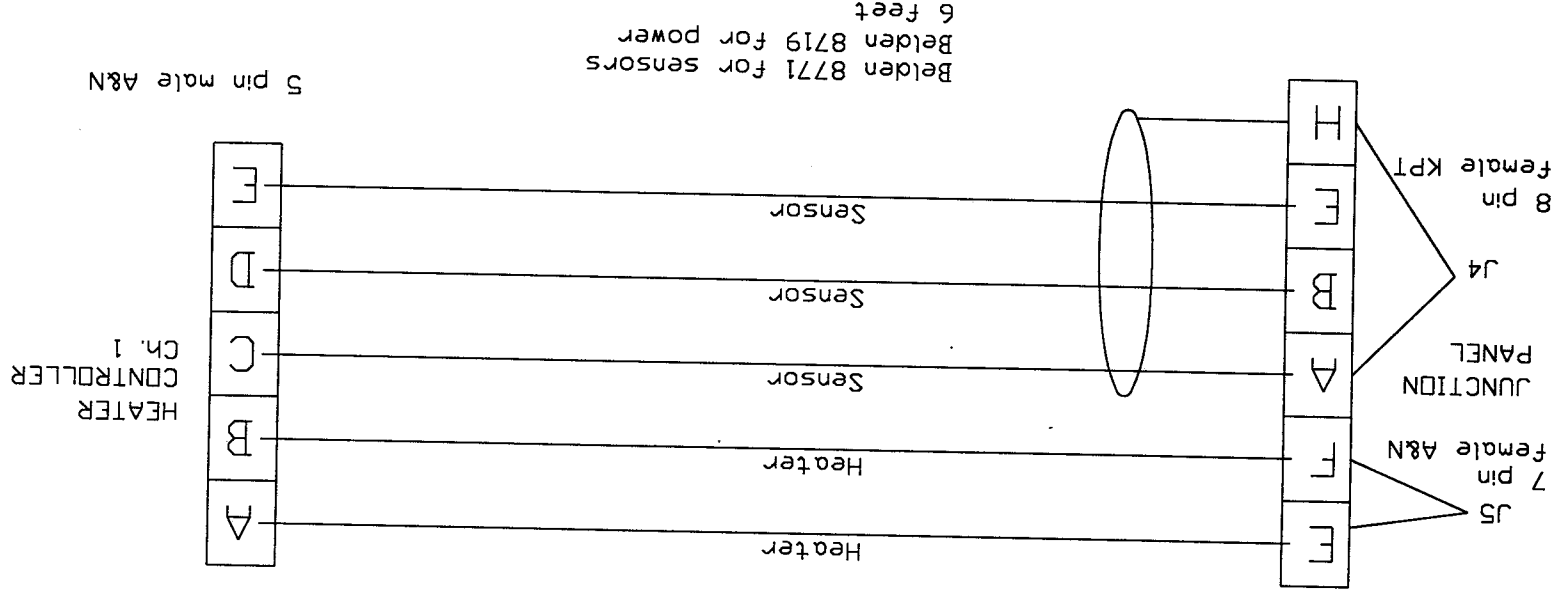 J5
7 pin
female A&N
JUNCTION
PANEL
J4
8 pin
female KPT
E
F
A
B
E
H
Heater
Heater
Sensor
Sensor
Sensor
A
B
C
D
E
HEATER
CONTROLLER
Ch. 1
5 pin male A&N
Belden 8771 for sensors
Belden 8719 for power
6 feet